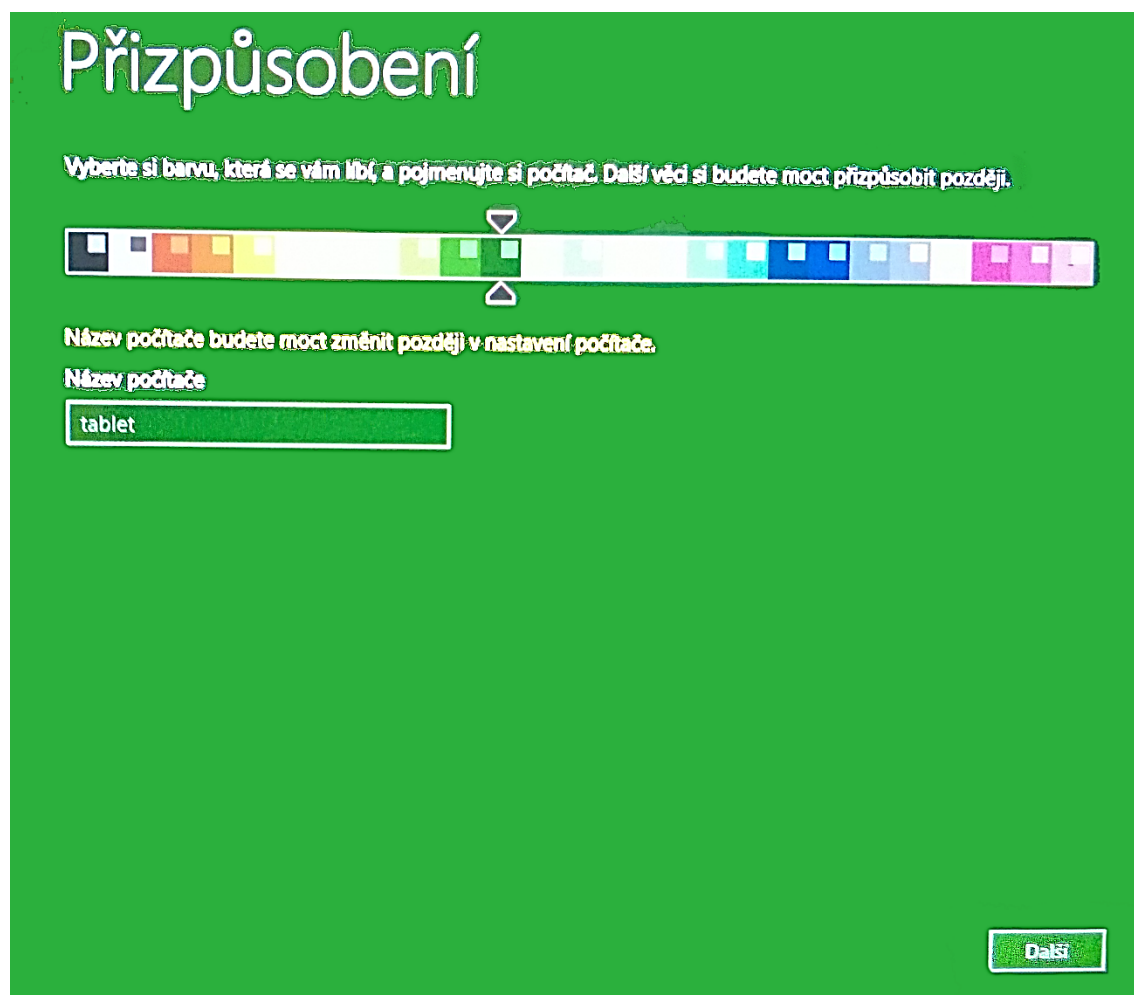 Přizpůsobení
Vyberte si barvu, která se vám líbí, a pojmenujte si počítač. Další věci si budete moct přizpůsobit později.
Název počítače budete moct změnit později v nastavení počítače.
Název počítače
tablet
Další